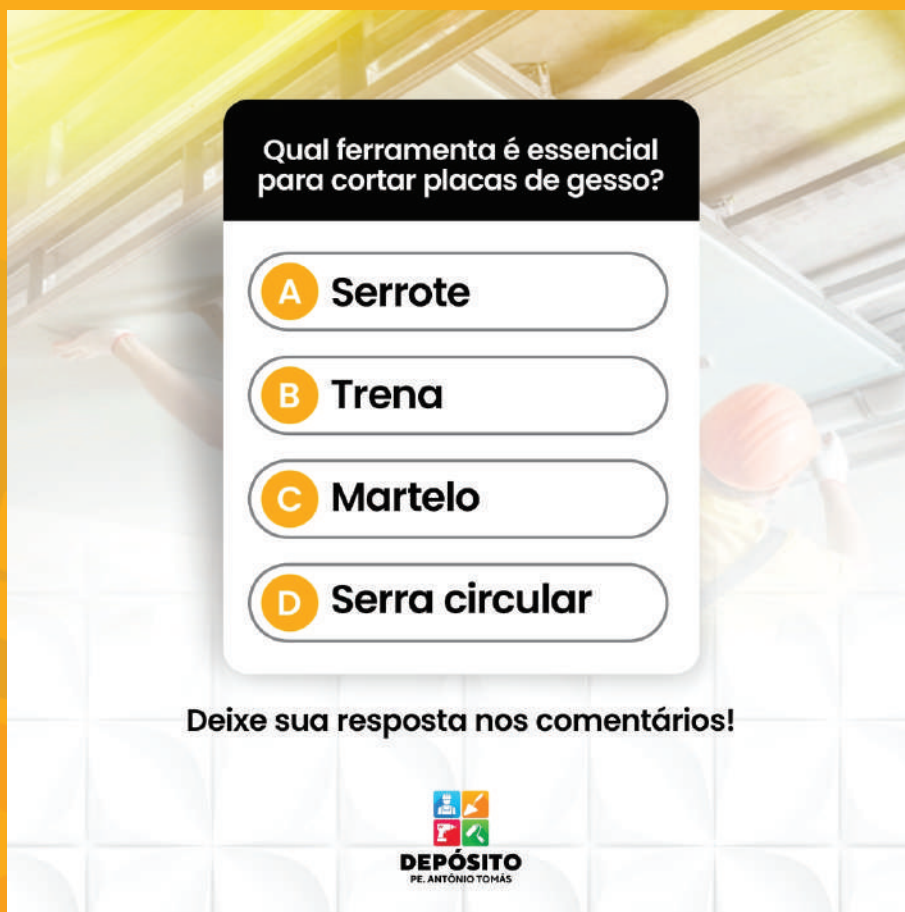 Qual ferramenta é essencial
para cortar placas de gesso?
A Serrote
B Trena
C Martelo
D Serra circular
Deixe sua resposta nos comentários!
DEPÓSITO
PE. ANTÔNIO TOMÁS